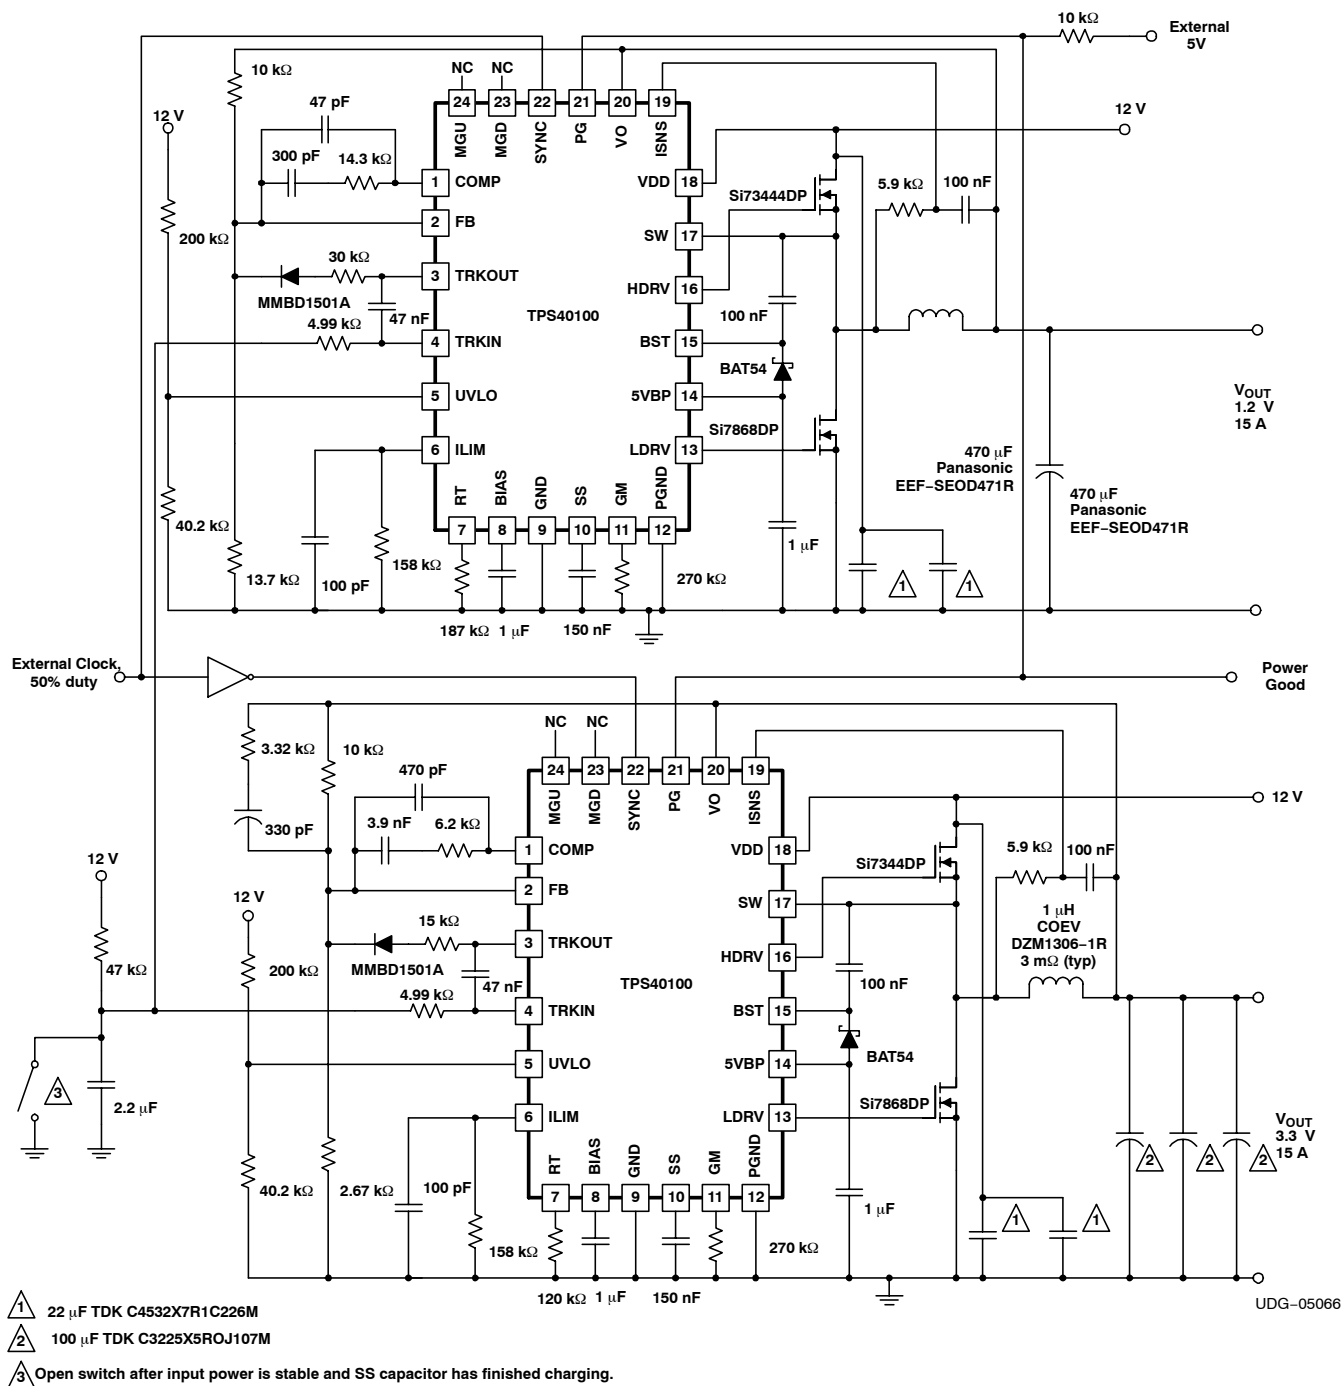 10 kΩ
External
5V
10 kΩ
NC
NC
47 pF
12 V
24
23
22
21
20
19
MGU
MGD
SYNC
PG
VO
ISNS
12 V
300 pF
14.3 kΩ
1
COMP
VDD
18
Si73444DP
5.9 kΩ
100 nF
2
FB
200 kΩ
SW
17
30 kΩ
3
TRKOUT
HDRV
16
MMBD1501A
47 nF
TPS40100
100 nF
4.99 kΩ
4
TRKIN
BST
15
BAT54
5
UVLO
5VBP
14
VOUT
1.2 V
15 A
Si7868DP
6
ILIM
LDRV
13
470 μF
Panasonic
EEF−SEOD471R
470 μF
Panasonic
EEF−SEOD471R
RT
BIAS
GND
SS
GM
PGND
40.2 kΩ
7
8
9
10
11
12
1 μF
13.7 kΩ
100 pF
158 kΩ
270 kΩ
1
1
187 kΩ
1 μF
150 nF
External Clock,
50% duty
Power
Good
NC
NC
3.32 kΩ
10 kΩ
470 pF
24
23
22
21
20
19
MGU
MGD
SYNC
PG
VO
ISNS
12 V
330 pF
3.9 nF
6.2 kΩ
1
COMP
VDD
18
Si7344DP
5.9 kΩ
100 nF
12 V
2
FB
12 V
SW
17
1 μH
COEV
DZM1306−1R
3 mΩ (typ)
15 kΩ
3
TRKOUT
HDRV
16
47 kΩ
200 kΩ
MMBD1501A
47 nF
TPS40100
100 nF
4.99 kΩ
4
TRKIN
BST
15
BAT54
5
UVLO
5VBP
14
3
2.2 μF
Si7868DP
6
ILIM
LDRV
13
VOUT
3.3 V
15 A
2
2
2
RT
BIAS
GND
SS
GM
PGND
40.2 kΩ
2.67 kΩ
100 pF
7
8
9
10
11
12
1 μF
1
1
158 kΩ
270 kΩ
120 kΩ
1 μF
150 nF
UDG−05066
1 22 μF TDK C4532X7R1C226M
2 100 μF TDK C3225X5ROJ107M
3 Open switch after input power is stable and SS capacitor has finished charging.